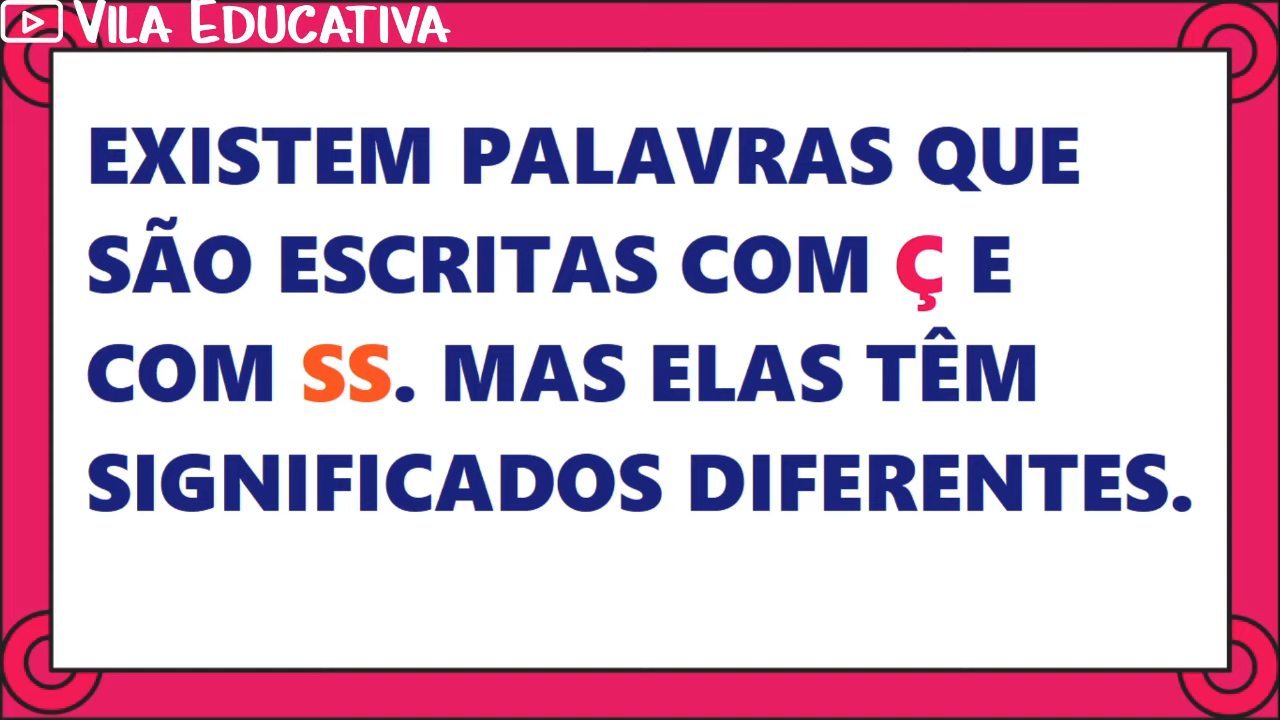 VILA EDUCATIVA
EXISTEM PALAVRAS QUE
SÃO ESCRITAS COM Ç E
COM SS. MAS ELAS TÊM
SIGNIFICADOS DIFERENTES.